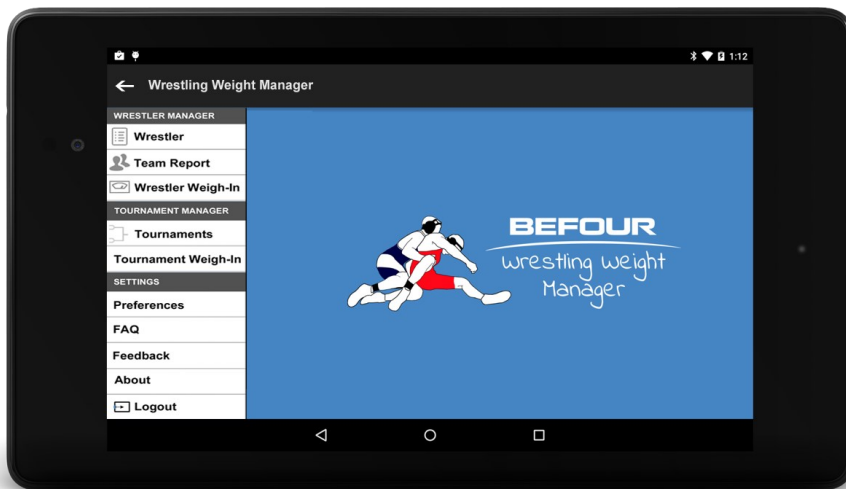 1:12
Wrestling Weight Manager
WRESTLER MANAGER
Wrestler
Team Report
Wrestler Weigh-In
TOURNAMENT MANAGER
Tournaments
Tournament Weigh-In
SETTINGS
Preferences
FAQ
Feedback
About
Logout
BEFOUR
Wrestling Weight
Manager